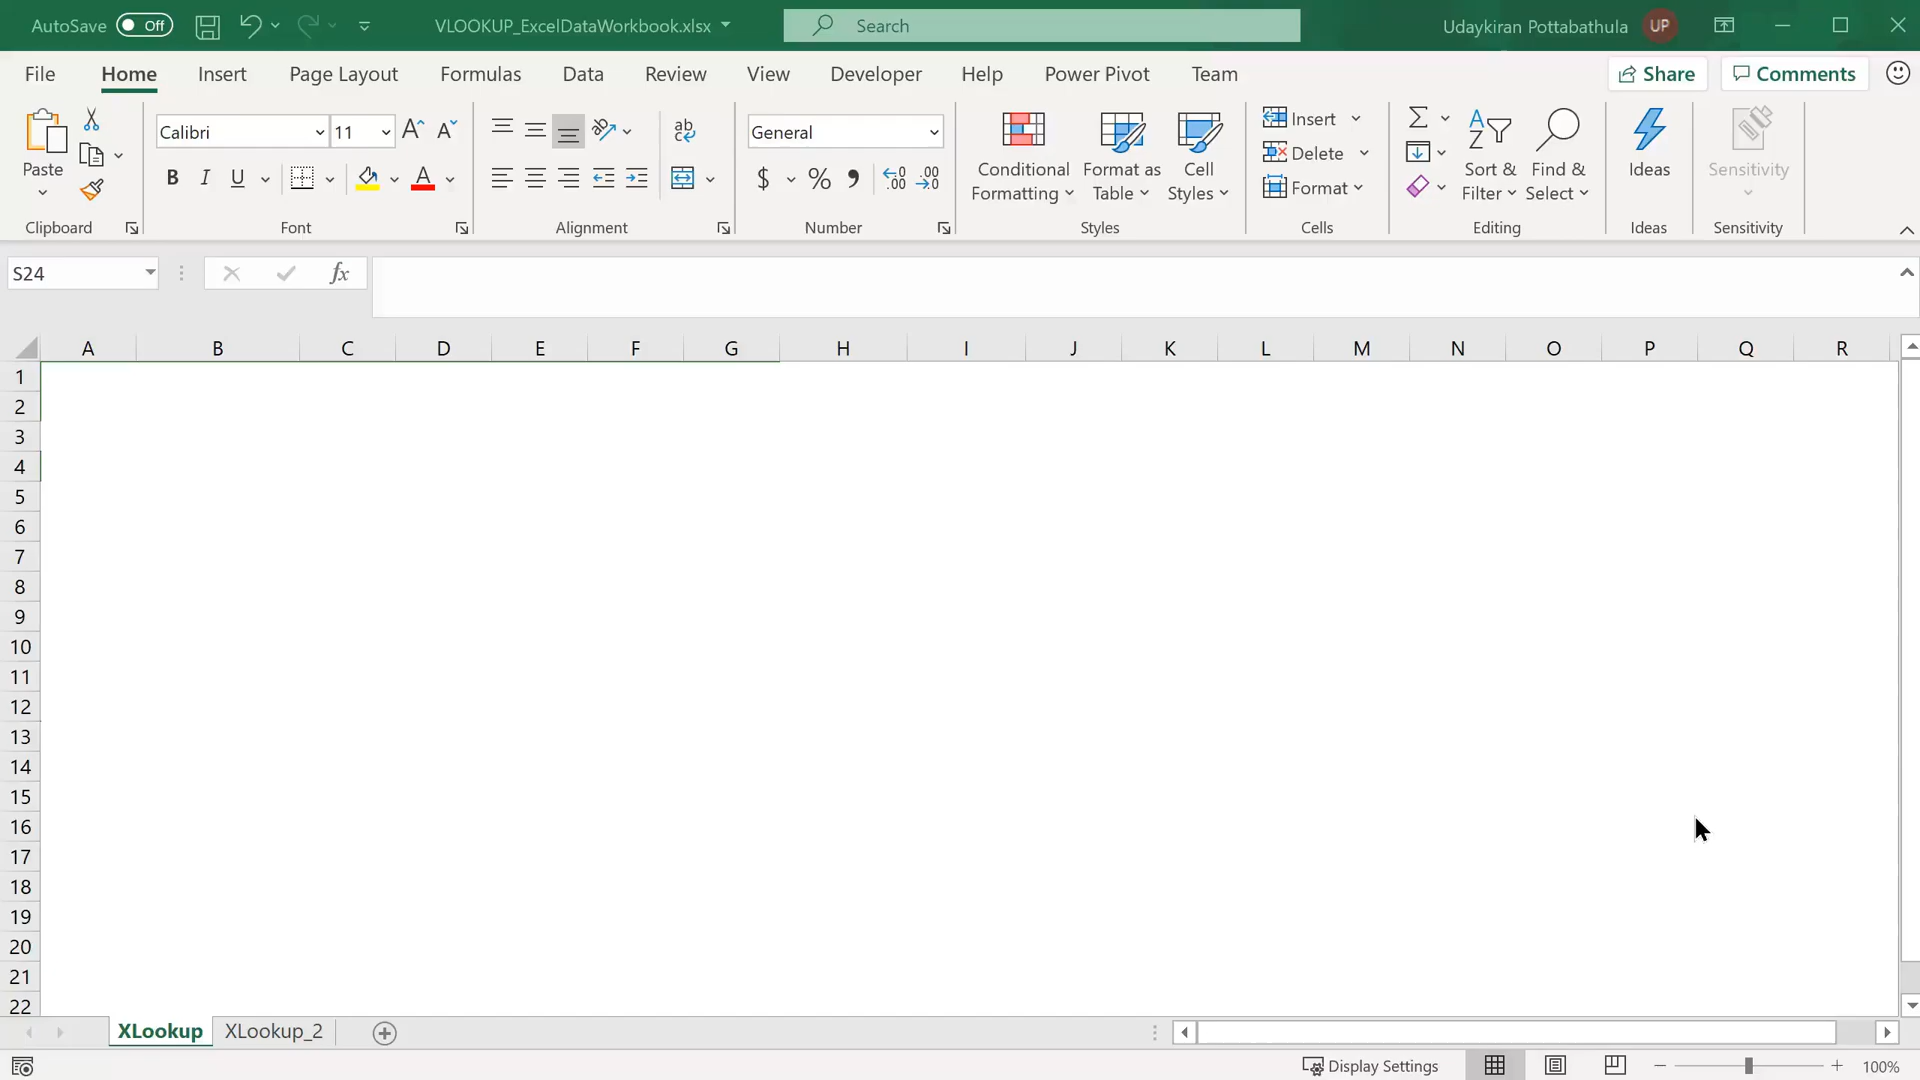 AutoSave Off VLOOKUP_ExcelDataWorkbook.xlsx Search Udaykiran Pottabathula UP
File Home Insert Page Layout Formulas Data Review View Developer Help Power Pivot Team Share Comments
Paste
Clipboard
Calibri 11
B I U A
Font
ab
Alignment
General
$ % 9 .00 .00
Number
Conditional Formatting
Format as Table
Cell Styles
Styles
Insert
Delete
Format
Cells
Sort & Filter
Find & Select
Editing
Ideas
Ideas
Sensitivity
Sensitivity
S24 fx
A B C D E F G H I J K L M N O P Q R
1
2
3
4
5
6
7
8
9
10
11
12
13
14
15
16
17
18
19
20
21
22
XLookup XLookup_2
Display Settings 100%